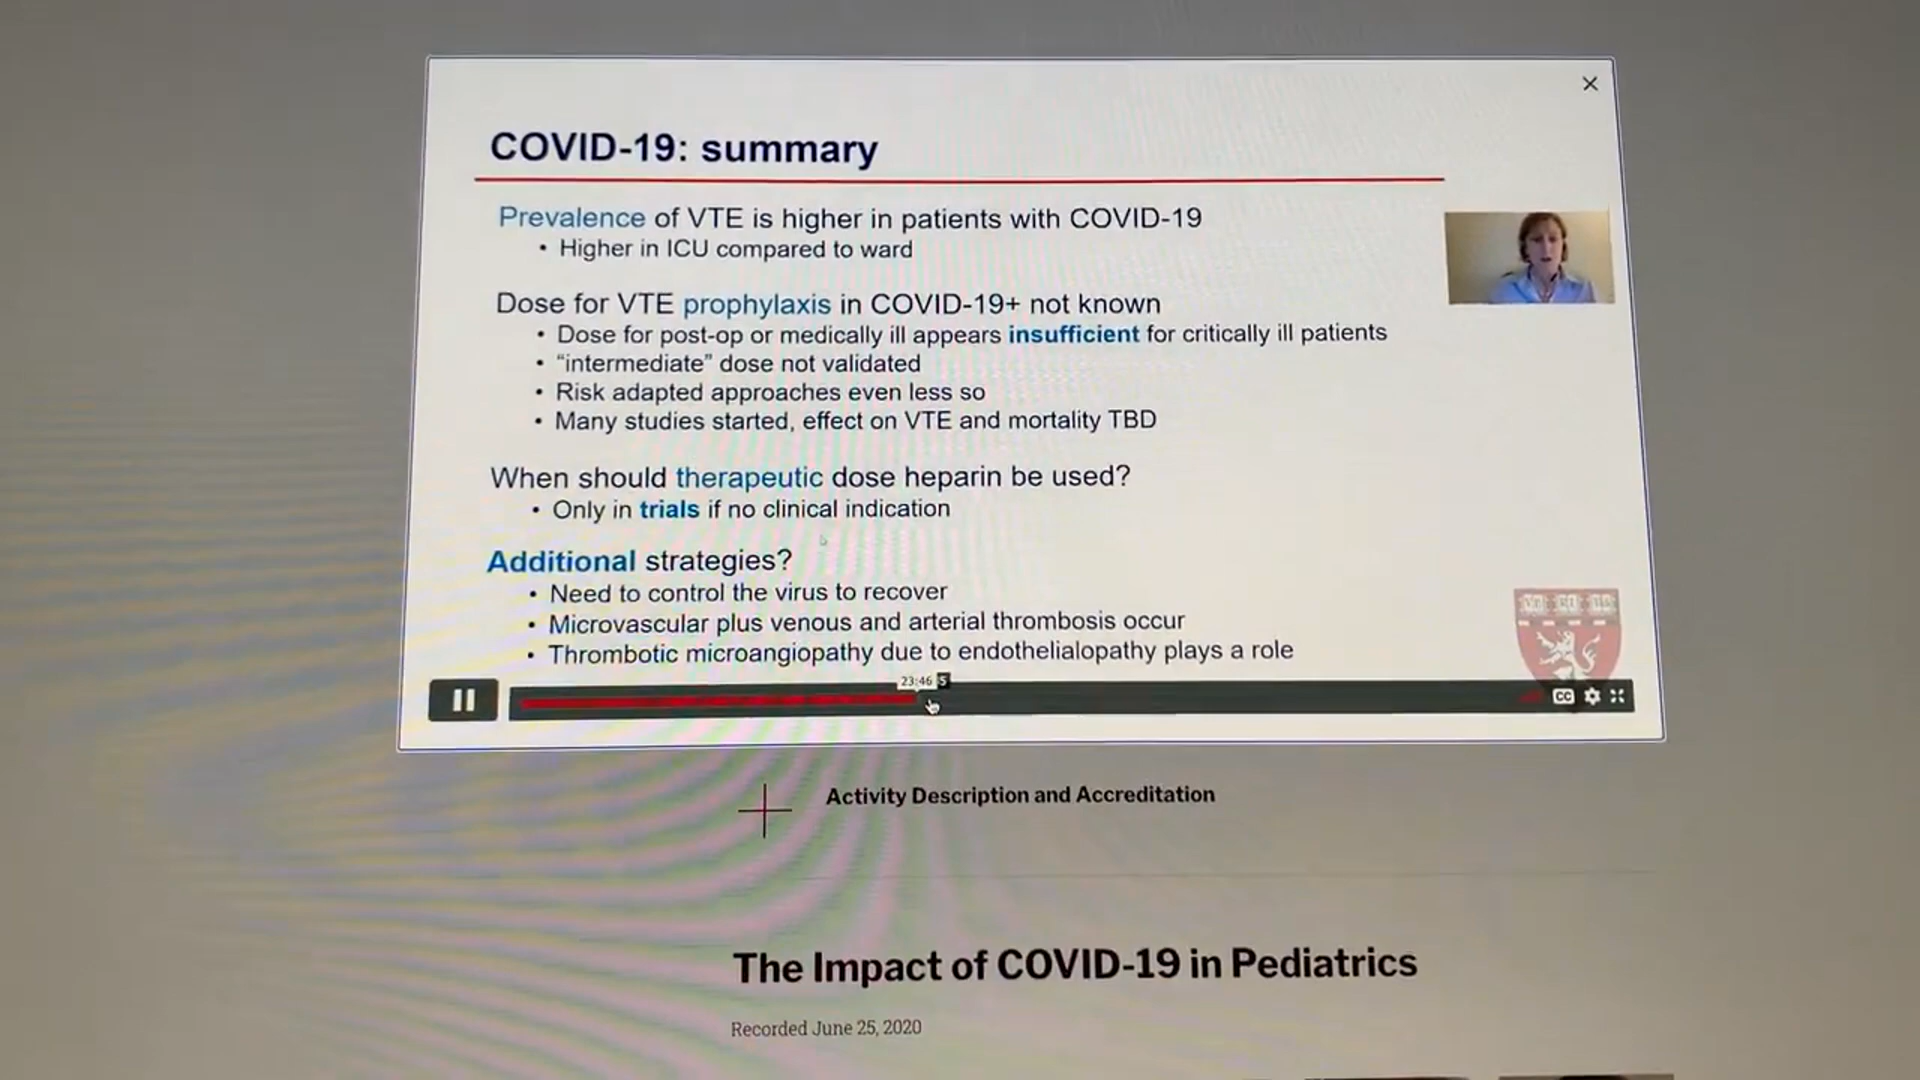 COVID-19: summary
Prevalence of VTE is higher in patients with COVID-19
• Higher in ICU compared to ward
Dose for VTE prophylaxis in COVID-19+ not known
• Dose for post-op or medically ill appears insufficient for critically ill patients
• “intermediate” dose not validated
• Risk adapted approaches even less so
• Many studies started, effect on VTE and mortality TBD
When should therapeutic dose heparin be used?
• Only in trials if no clinical indication
Additional strategies?
• Need to control the virus to recover
• Microvascular plus venous and arterial thrombosis occur
• Thrombotic microangiopathy due to endothelialopathy plays a role
23:46
CC
Activity Description and Accreditation
The Impact of COVID-19 in Pediatrics
Recorded June 25, 2020